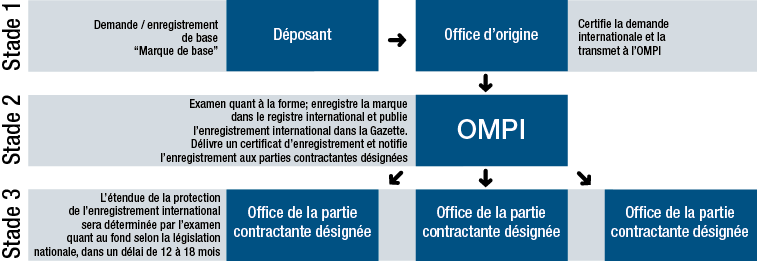 Stade 1
Demande / enregistrement
de base
“Marque de base”
Déposant
Office d’origine
Certifie la demande
internationale et la
transmet à l’OMPI
Stade 2
Examen quant à la forme; enregistre la marque
dans le registre international et publie
l’enregistrement international dans la Gazette.
Délivre un certificat d’enregistrement et notifie
l’enregistrement aux parties contractantes désignées
OMPI
Stade 3
L’étendue de la protection
de l’enregistrement international
sera déterminée par l’examen
quant au fond selon la législation
nationale, dans un délai de 12 à 18 mois
Office de la partie
contractante désignée
Office de la partie
contractante désignée
Office de la partie
contractante désignée